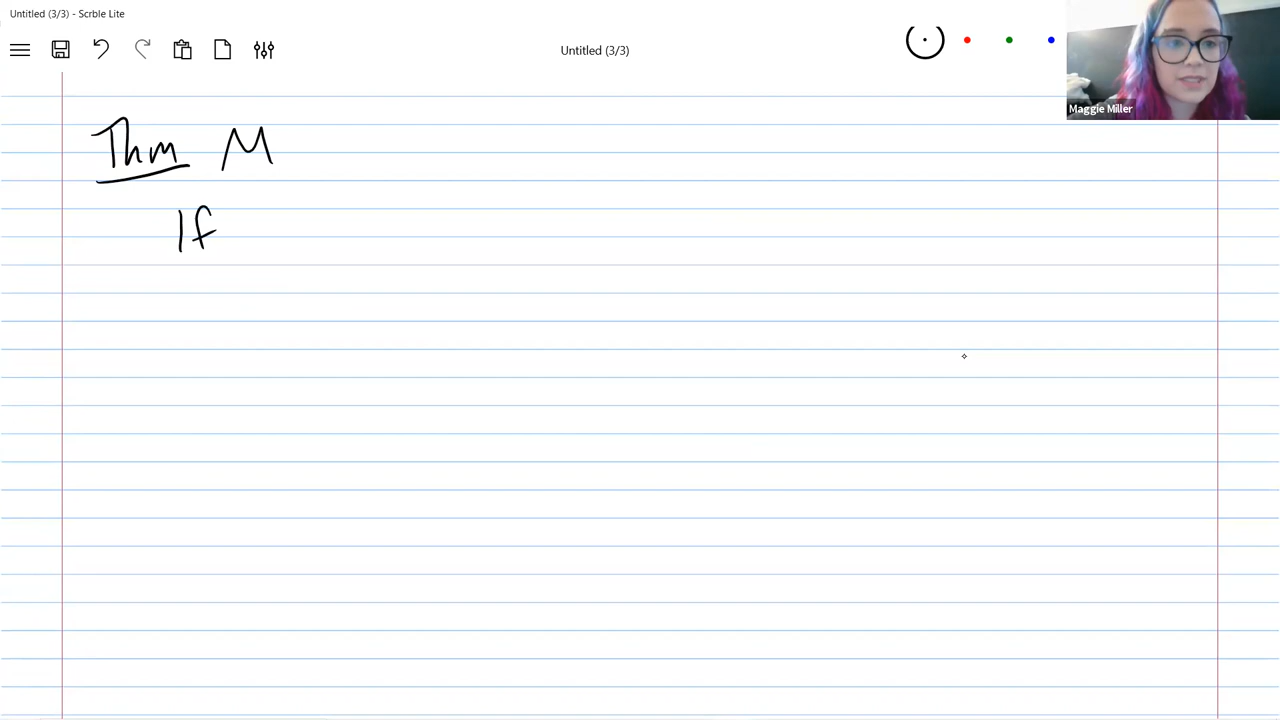 Untitled (3/3) - Scrble Lite
Untitled (3/3)
Maggie Miller
Thm M
If